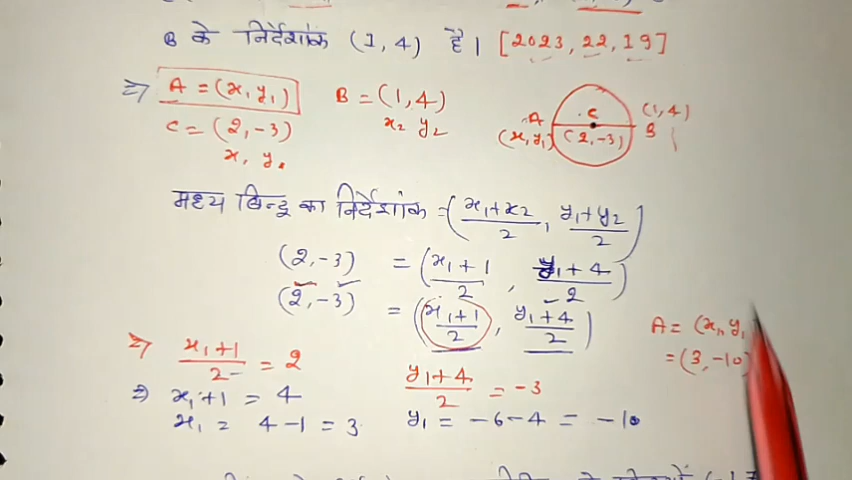 B के निर्देशांक (1, 4) है। [2023, 22, 19]
⇒ A = (x, y₁) B = (1, 4)
x₂ y₂
C = (2, -3)
x, y.
A (x, y₁) C (2, -3) (1, 4) B
मध्य बिन्दु का निर्देशांक = (x₁+x₂/2, y₁+y₂/2)
(2, -3) = (x₁+1/2, y₁+4/2)
(2, -3) = (x₁+1/2, y₁+4/2)
A = (x₁, y₁
= (3, -10)
⇒ x₁+1/2 = 2 y₁+4/2 = -3
⇒ x₁+1 = 4
x₁ = 4-1 = 3 y₁ = -6-4 = -10